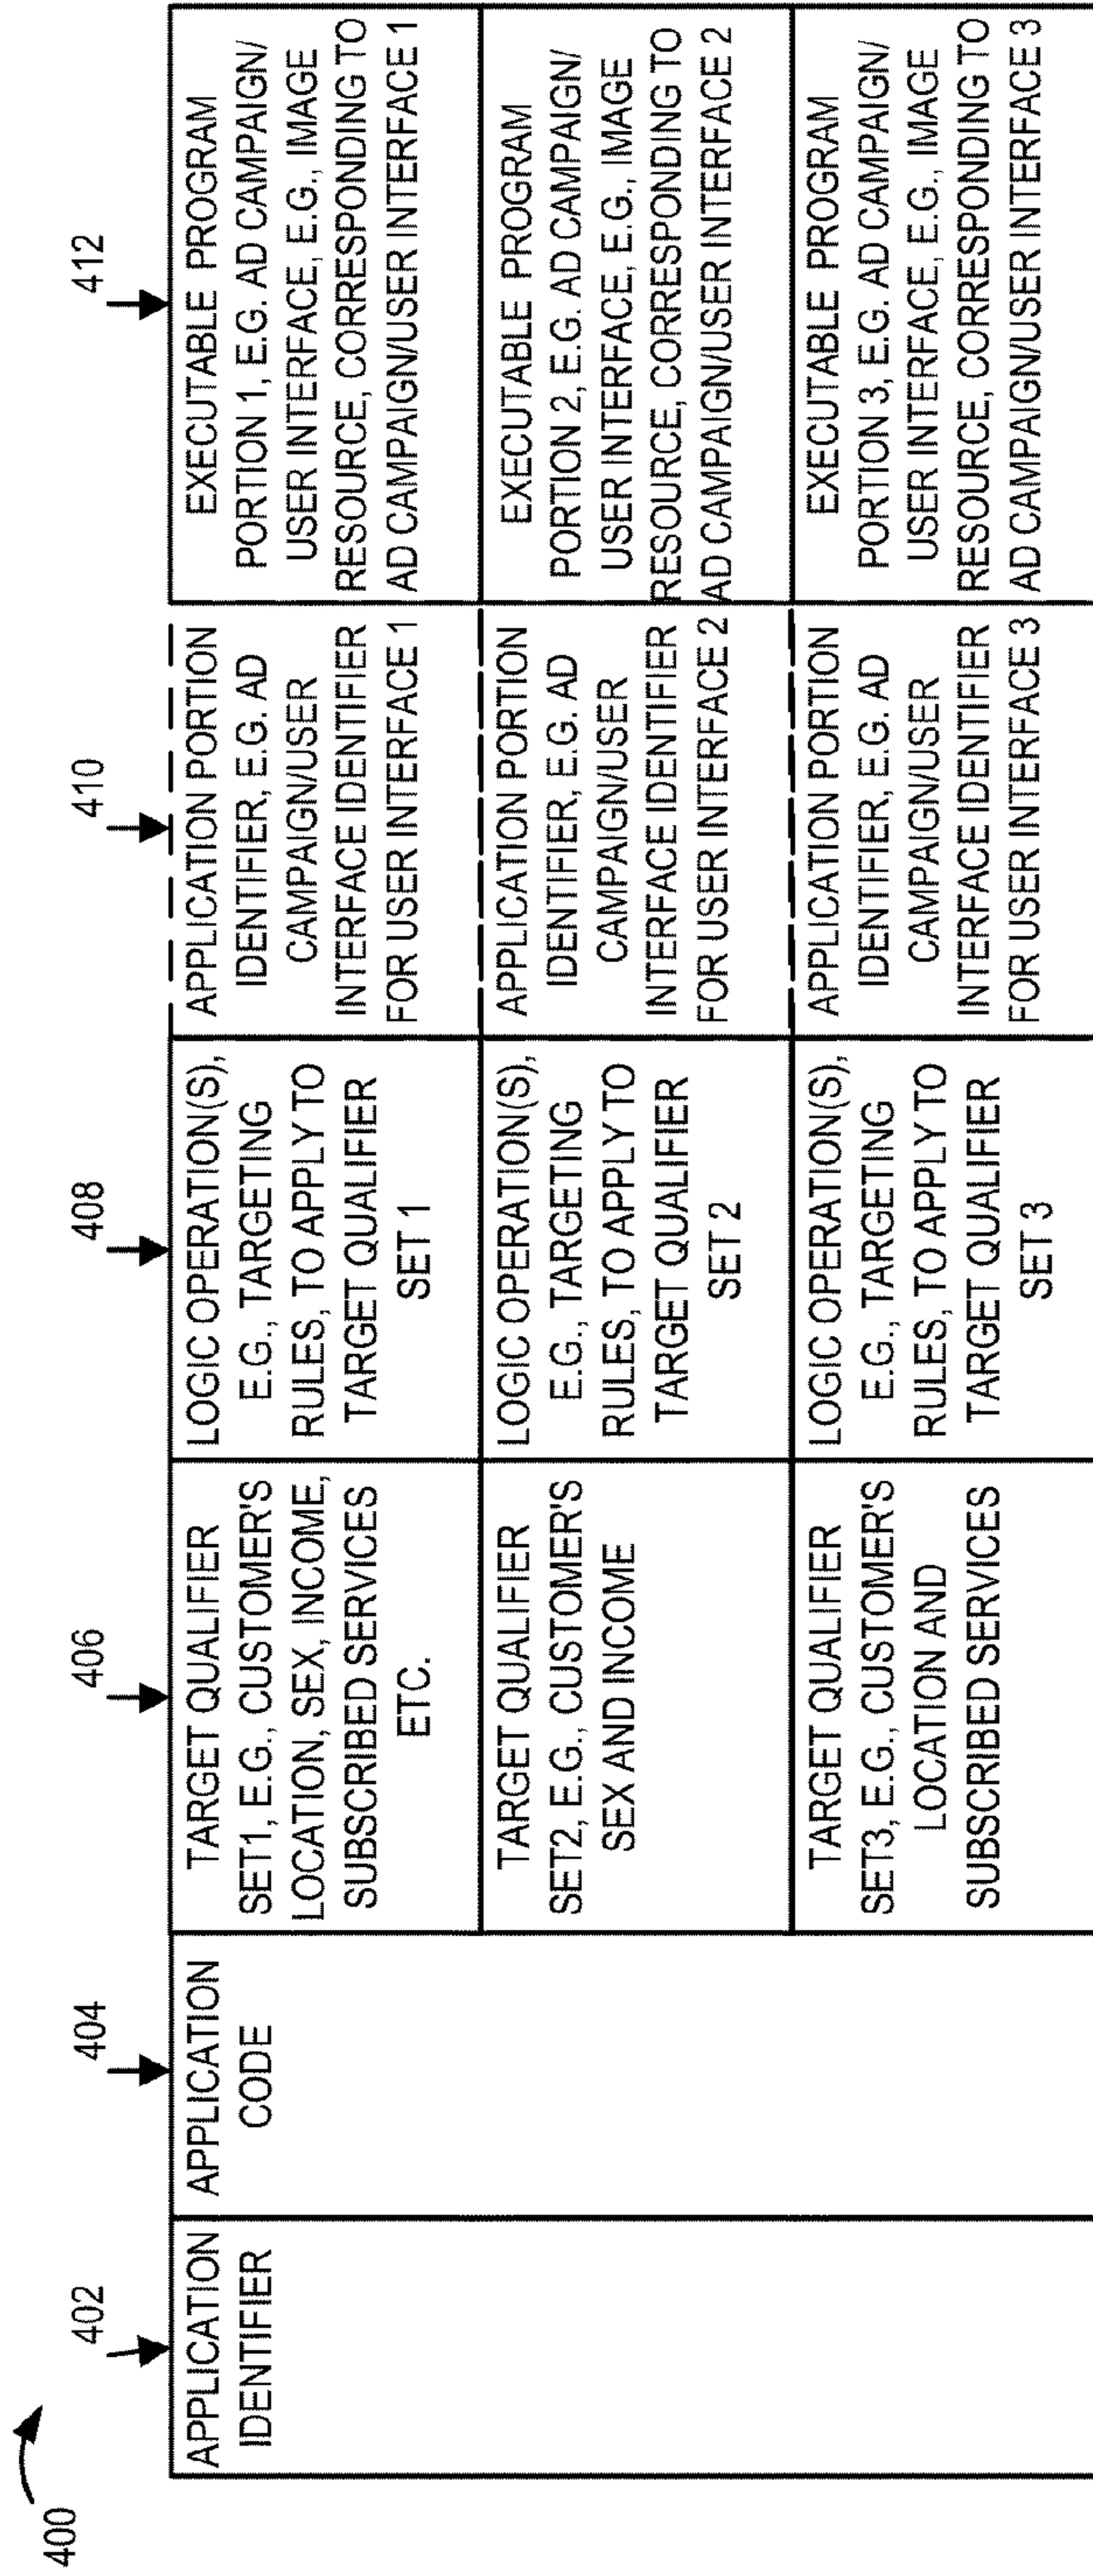 400
402
404
406
408
410
412
APPLICATION
IDENTIFIER
APPLICATION
CODE
TARGET QUALIFIER
SET1, E.G., CUSTOMER'S
LOCATION, SEX, INCOME,
SUBSCRIBED SERVICES
ETC.
LOGIC OPERATION(S),
E.G., TARGETING
RULES, TO APPLY TO
TARGET QUALIFIER
SET 1
APPLICATION PORTION
IDENTIFIER, E.G. AD
CAMPAIGN/USER
INTERFACE IDENTIFIER
FOR USER INTERFACE 1
EXECUTABLE PROGRAM
PORTION 1, E.G. AD CAMPAIGN/
USER INTERFACE, E.G., IMAGE
RESOURCE, CORRESPONDING TO
AD CAMPAIGN/USER INTERFACE 1
TARGET QUALIFIER
SET2, E.G., CUSTOMER'S
SEX AND INCOME
LOGIC OPERATION(S),
E.G., TARGETING
RULES, TO APPLY TO
TARGET QUALIFIER
SET 2
APPLICATION PORTION
IDENTIFIER, E.G. AD
CAMPAIGN/USER
INTERFACE IDENTIFIER
FOR USER INTERFACE 2
EXECUTABLE PROGRAM
PORTION 2, E.G. AD CAMPAIGN/
USER INTERFACE, E.G., IMAGE
RESOURCE, CORRESPONDING TO
AD CAMPAIGN/USER INTERFACE 2
TARGET QUALIFIER
SET3, E.G., CUSTOMER'S
LOCATION AND
SUBSCRIBED SERVICES
LOGIC OPERATION(S),
E.G., TARGETING
RULES, TO APPLY TO
TARGET QUALIFIER
SET 3
APPLICATION PORTION
IDENTIFIER, E.G. AD
CAMPAIGN/USER
INTERFACE IDENTIFIER
FOR USER INTERFACE 3
EXECUTABLE PROGRAM
PORTION 3, E.G. AD CAMPAIGN/
USER INTERFACE, E.G., IMAGE
RESOURCE, CORRESPONDING TO
AD CAMPAIGN/USER INTERFACE 3